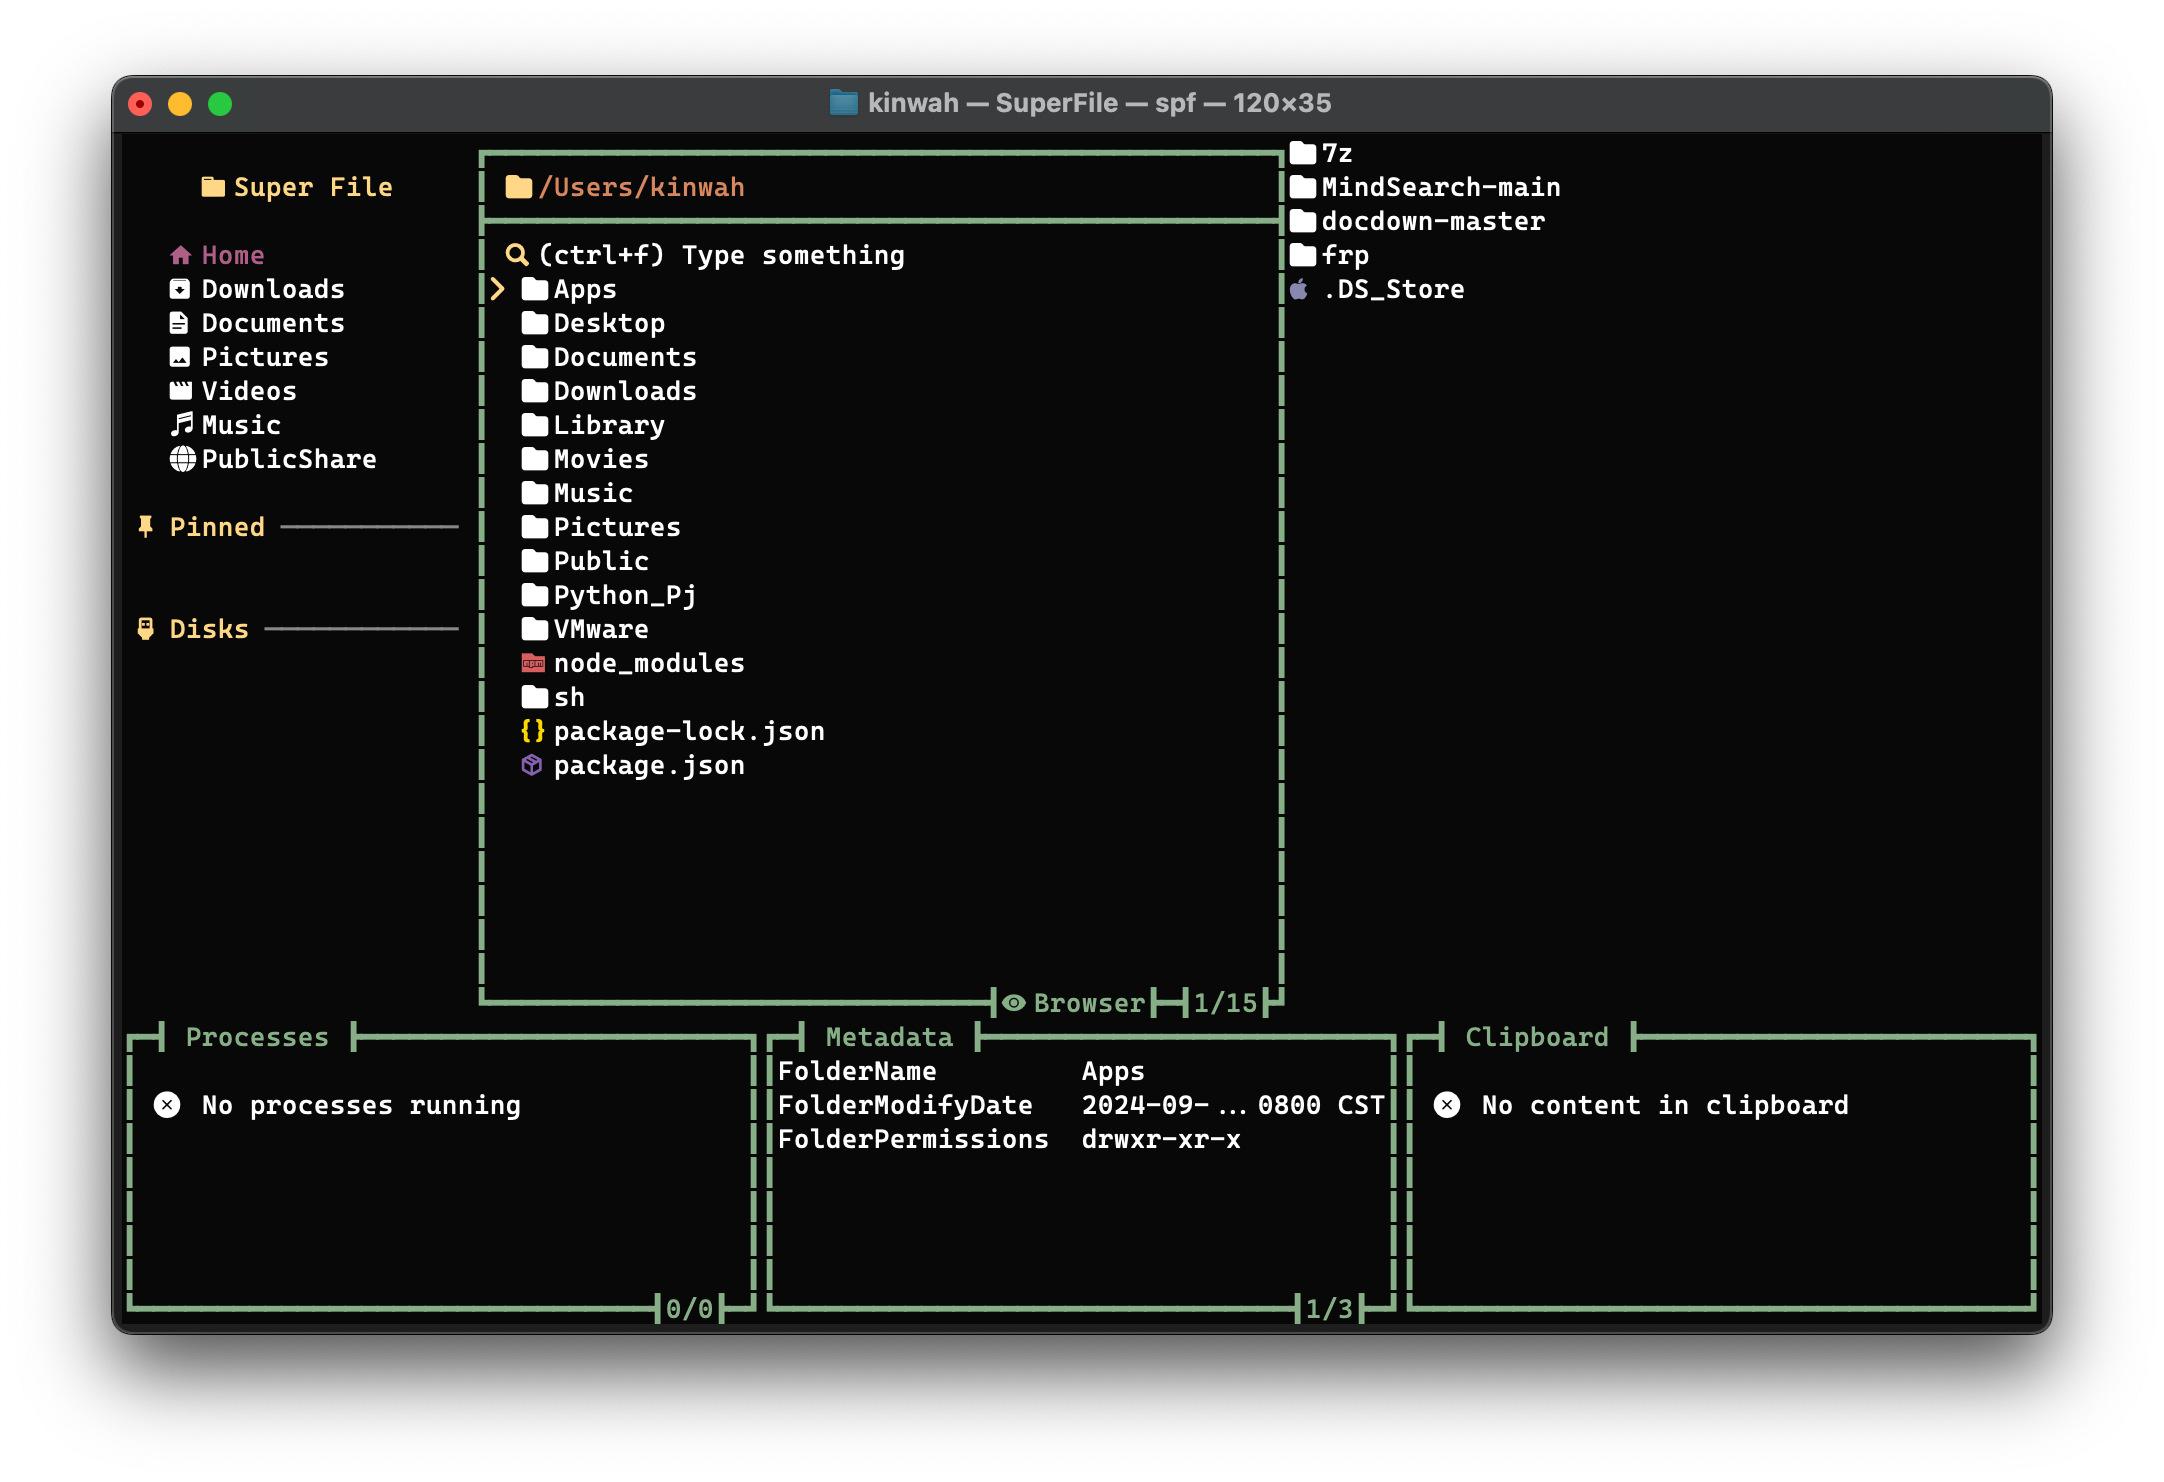 kinwah — SuperFile — spf — 120×35
Super File
Home
Downloads
Documents
Pictures
Videos
Music
PublicShare
Pinned
Disks
/Users/kinwah
(ctrl+f) Type something
Apps
Desktop
Documents
Downloads
Library
Movies
Music
Pictures
Public
Python_Pj
VMware
node_modules
sh
package-lock.json
package.json
Browser 1/15
7z
MindSearch-main
docdown-master
frp
.DS_Store
Processes
No processes running
0/0
Metadata
FolderName Apps
FolderModifyDate 2024-09-...0800 CST
FolderPermissions drwxr-xr-x
1/3
Clipboard
No content in clipboard